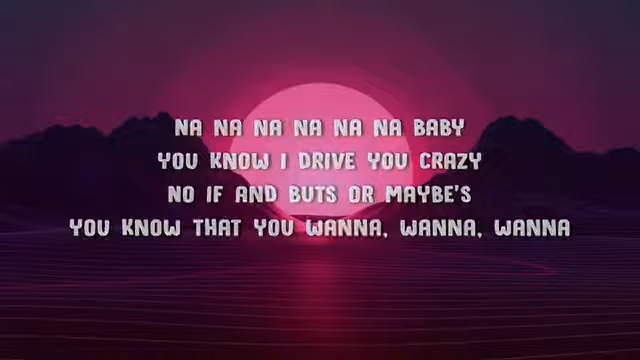 NA NA NA NA NA NA BABY
YOU KNOW I DRIVE YOU CRAZY
NO IF AND BUTS OR MAYBE'S
YOU KNOW THAT YOU WANNA, WANNA, WANNA